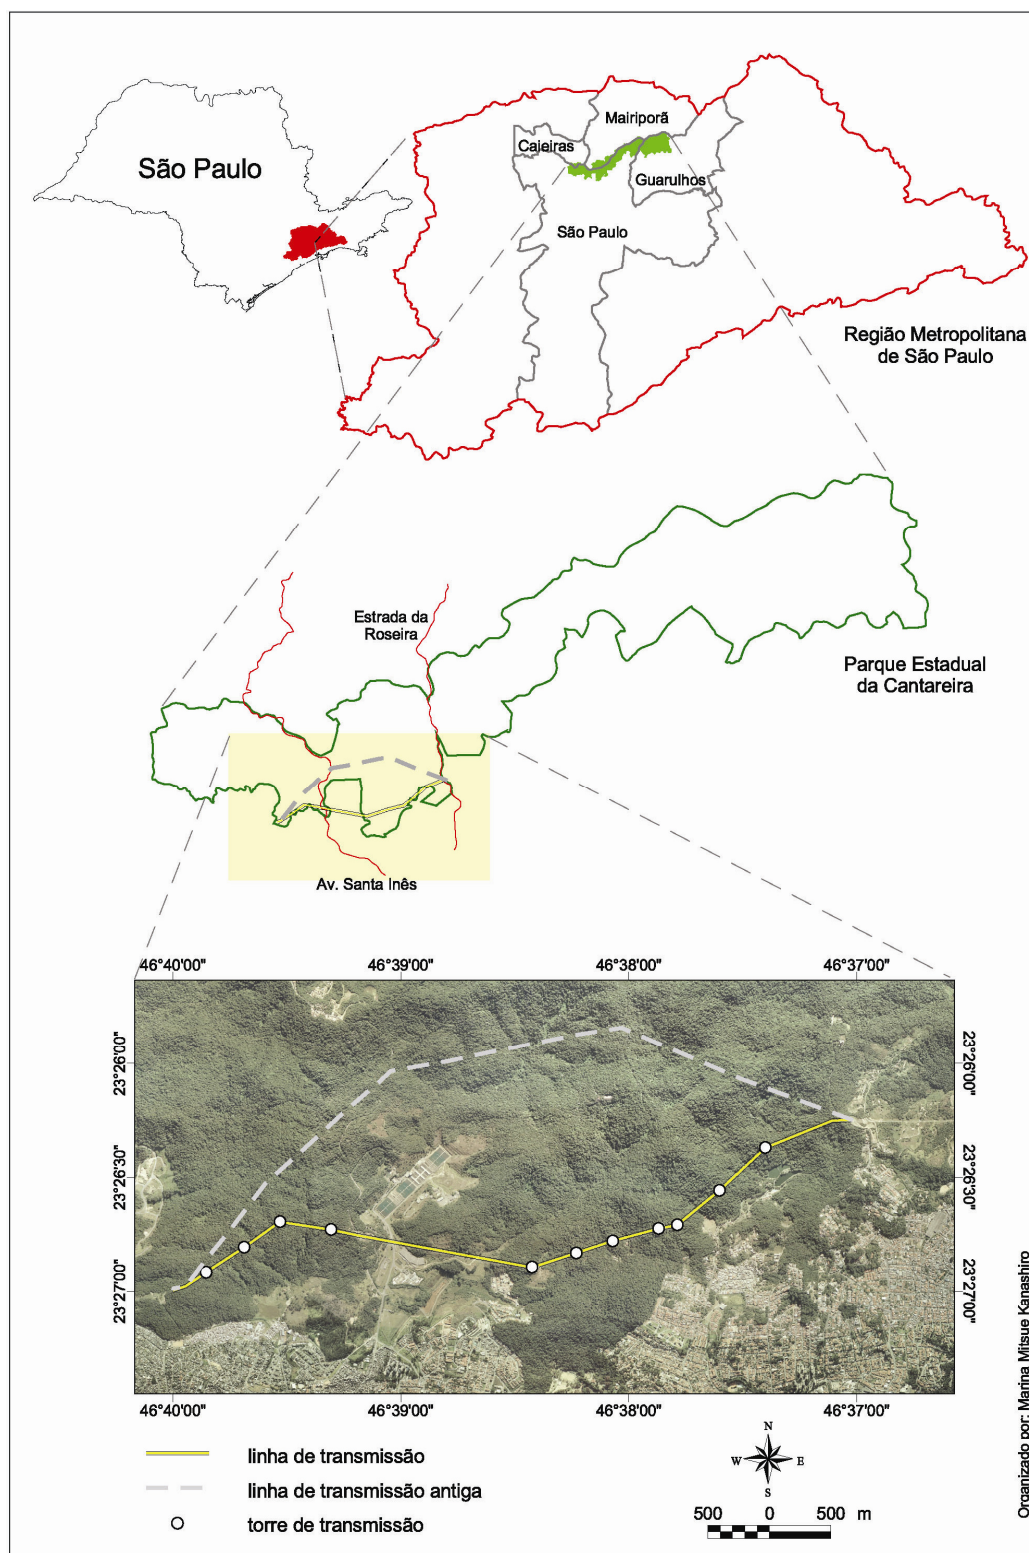 São Paulo
Mairiporã
Caieiras
Guarulhos
São Paulo
Região Metropolitana
de São Paulo
Estrada da
Roseira
Parque Estadual
da Cantareira
Av. Santa Inês
46°40'00"
46°39'00"
46°38'00"
46°37'00"
23°26'00"
23°26'30"
23°27'00"
23°26'00"
23°26'30"
23°27'00"
46°40'00"
46°39'00"
46°38'00"
46°37'00"
linha de transmissão
linha de transmissão antiga
torre de transmissão
N
W E
S
500 0 500 m
Organizado por: Marina Mitsue Kanashiro